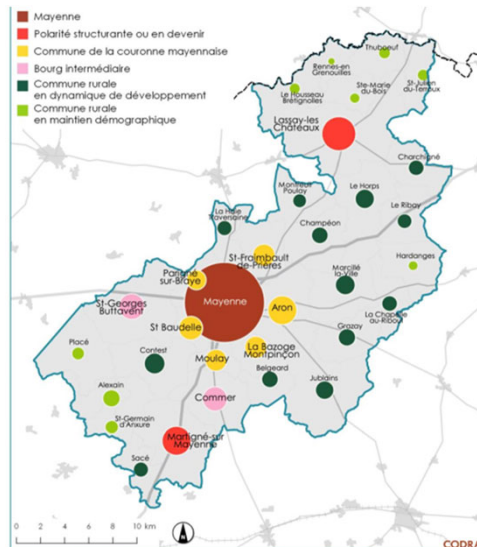 Mayenne
Polarité structurante ou en devenir
Commune de la couronne mayennaise
Bourg intermédiaire
Commune rurale
en dynamique de développement
Commune rurale
en maintien démographique
Thuboeuf
Rennes-en
Grenouilles
St-Julien
du-Terroux
Le Housseau
Brétignolles
Ste-Marie
du-Bois
Lassay-les
Châteaux
Charchigné
Montreuil
Poulay
Le Horps
La Haie
Traversaine
Le Ribay
Champéon
St-Fraimbault
de-Prières
Hardanges
Parigné
sur-Braye
Marcillé
la-Ville
Mayenne
St-Georges
Buttavent
Aron
La Chapelle
au-Riboul
St Baudelle
Grazay
La Bazoge
Montpinçon
Placé
Contest
Moulay
Belgeard
Jublains
Alexain
Commer
St-Germain
d'Anxure
Martigné-sur
Mayenne
Sacé
0 2 4 6 8 10 km
CODRA